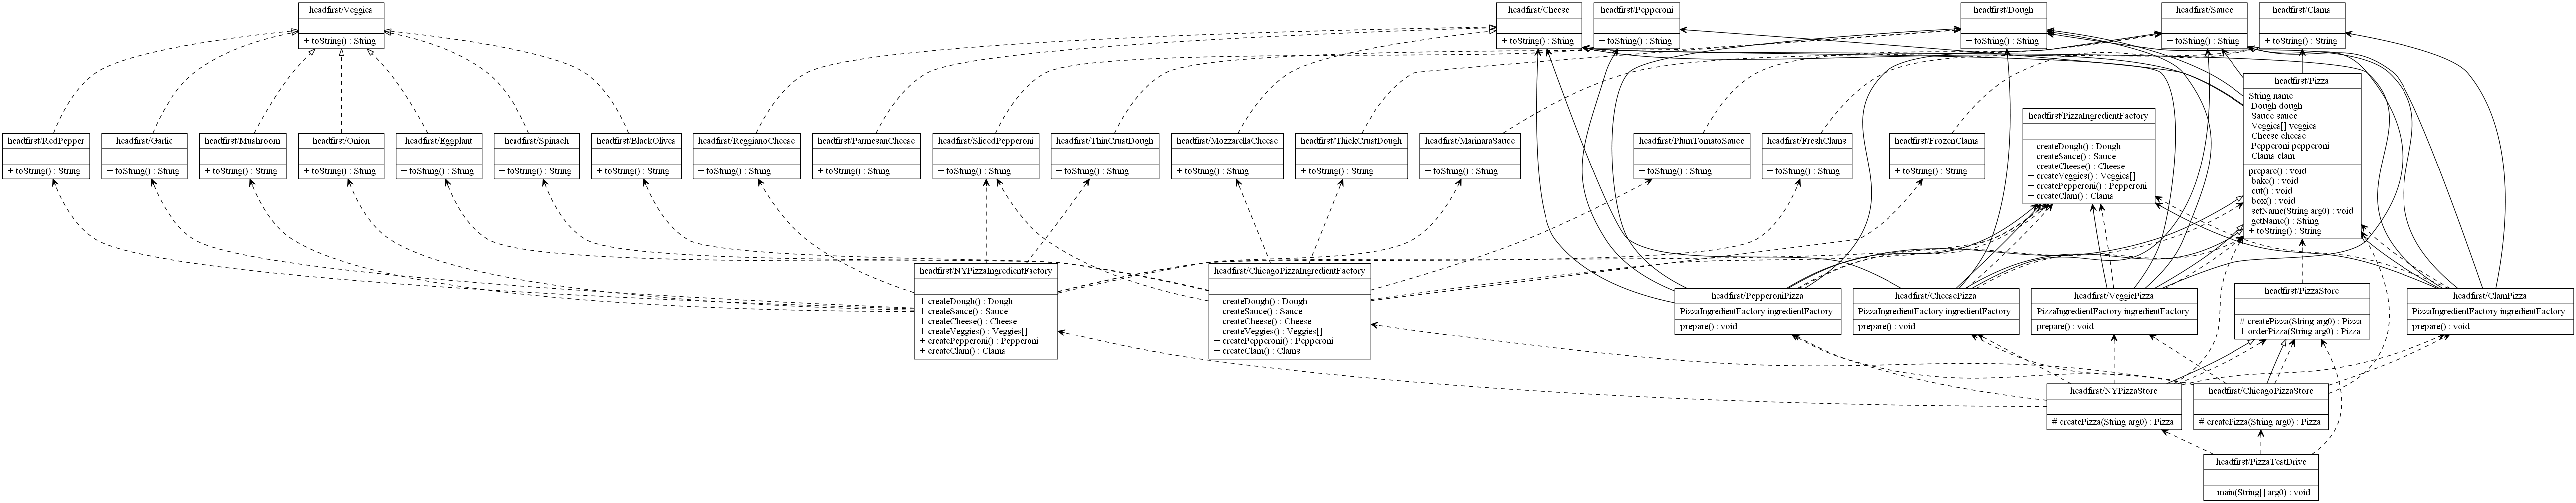 headfirst/Veggies
+ toString() : String
headfirst/Cheese
+ toString() : String
headfirst/Pepperoni
+ toString() : String
headfirst/Dough
+ toString() : String
headfirst/Sauce
+ toString() : String
headfirst/Clams
+ toString() : String
headfirst/Pizza
String name
Dough dough
Sauce sauce
Veggies[] veggies
Cheese cheese
Pepperoni pepperoni
Clams clam
prepare() : void
bake() : void
cut() : void
box() : void
setName(String arg0) : void
getName() : String
+ toString() : String
headfirst/PizzaIngredientFactory
+ createDough() : Dough
+ createSauce() : Sauce
+ createCheese() : Cheese
+ createVeggies() : Veggies[]
+ createPepperoni() : Pepperoni
+ createClam() : Clams
headfirst/RedPepper
+ toString() : String
headfirst/Garlic
+ toString() : String
headfirst/Mushroom
+ toString() : String
headfirst/Onion
+ toString() : String
headfirst/Eggplant
+ toString() : String
headfirst/Spinach
+ toString() : String
headfirst/BlackOlives
+ toString() : String
headfirst/ReggianoCheese
+ toString() : String
headfirst/ParmesanCheese
+ toString() : String
headfirst/SlicedPepperoni
+ toString() : String
headfirst/ThinCrustDough
+ toString() : String
headfirst/MozzarellaCheese
+ toString() : String
headfirst/ThickCrustDough
+ toString() : String
headfirst/MarinaraSauce
+ toString() : String
headfirst/PlumTomatoSauce
+ toString() : String
headfirst/FreshClams
+ toString() : String
headfirst/FrozenClams
+ toString() : String
headfirst/NYPizzaIngredientFactory
+ createDough() : Dough
+ createSauce() : Sauce
+ createCheese() : Cheese
+ createVeggies() : Veggies[]
+ createPepperoni() : Pepperoni
+ createClam() : Clams
headfirst/ChicagoPizzaIngredientFactory
+ createDough() : Dough
+ createSauce() : Sauce
+ createCheese() : Cheese
+ createVeggies() : Veggies[]
+ createPepperoni() : Pepperoni
+ createClam() : Clams
headfirst/PepperoniPizza
PizzaIngredientFactory ingredientFactory
prepare() : void
headfirst/CheesePizza
PizzaIngredientFactory ingredientFactory
prepare() : void
headfirst/VeggiePizza
PizzaIngredientFactory ingredientFactory
prepare() : void
headfirst/PizzaStore
# createPizza(String arg0) : Pizza
+ orderPizza(String arg0) : Pizza
headfirst/ClamPizza
PizzaIngredientFactory ingredientFactory
prepare() : void
headfirst/NYPizzaStore
# createPizza(String arg0) : Pizza
headfirst/ChicagoPizzaStore
# createPizza(String arg0) : Pizza
headfirst/PizzaTestDrive
+ main(String[] arg0) : void